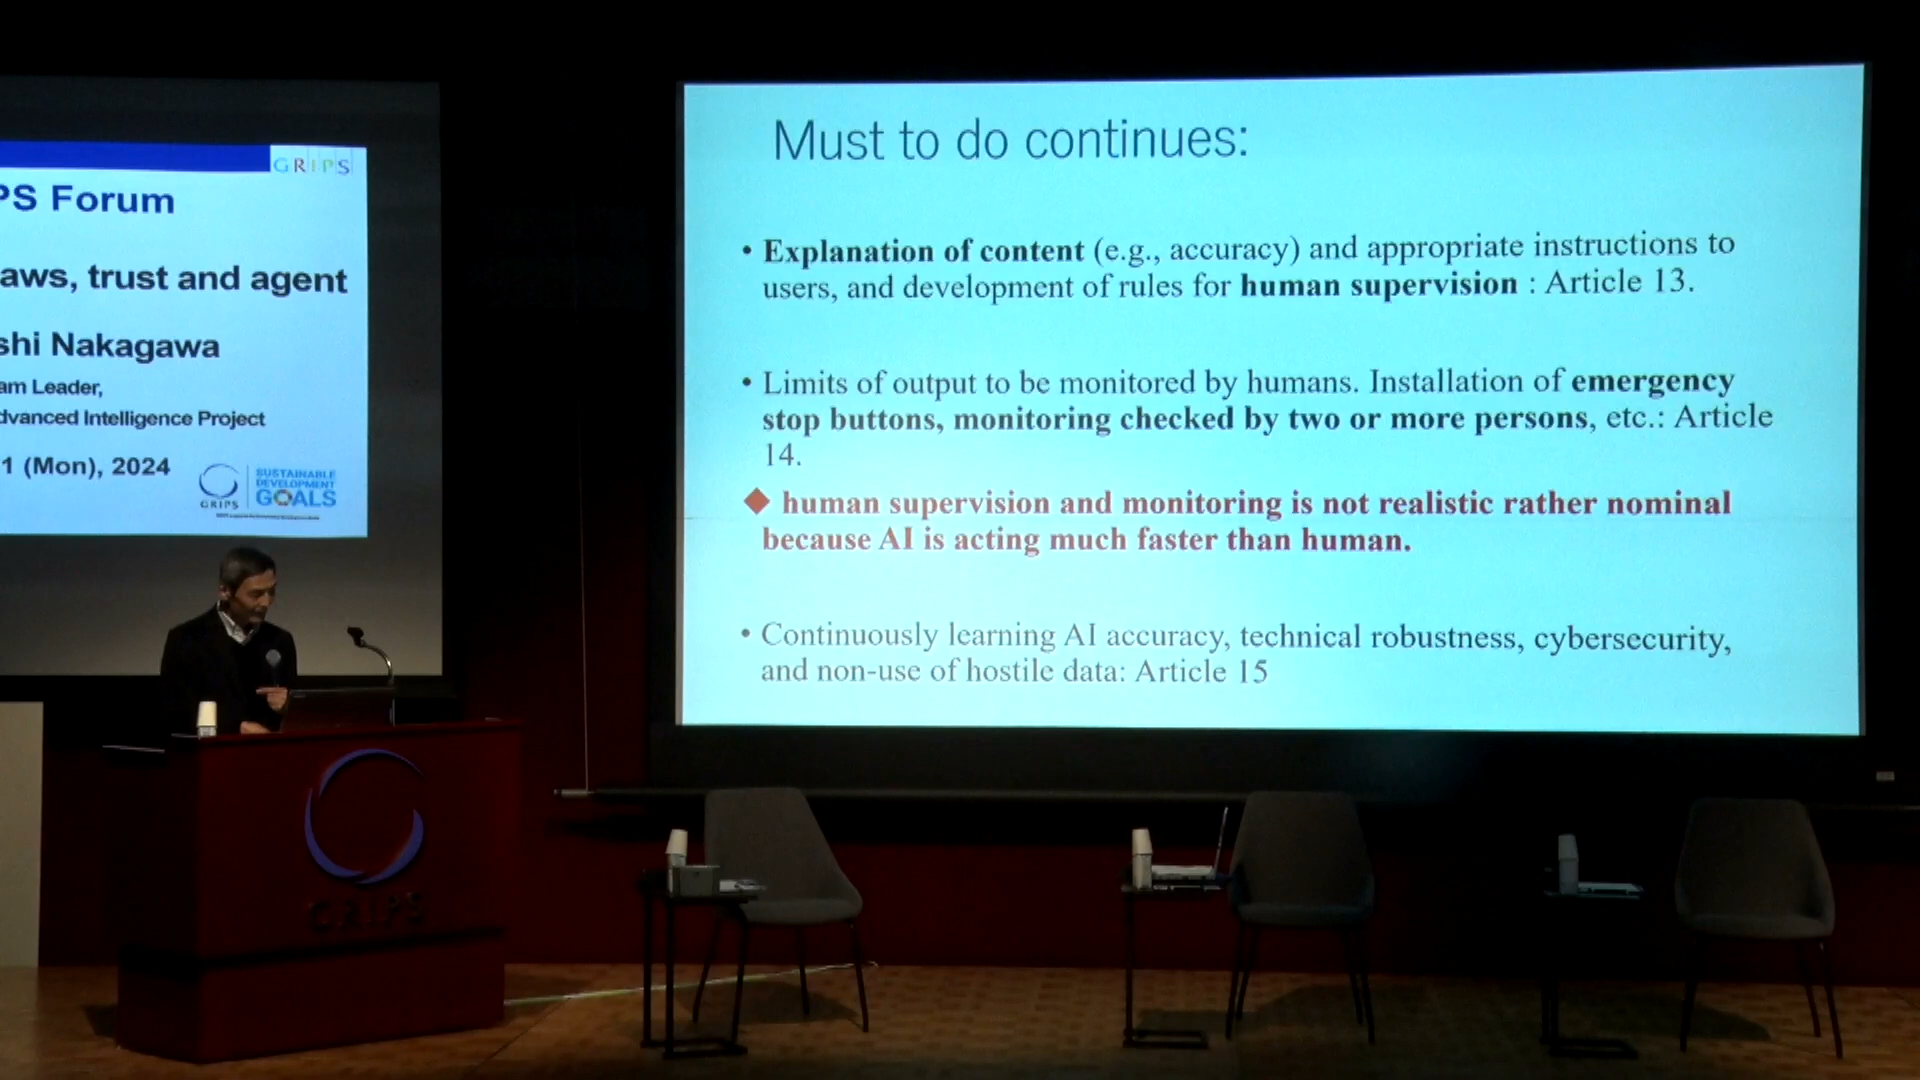 GRIPS
PS Forum
aws, trust and agent
shi Nakagawa
am Leader,
dvanced Intelligence Project
1 (Mon), 2024
GRIPS
SUSTAINABLE
DEVELOPMENT
GOALS
GRIPS
Must to do continues:
• Explanation of content (e.g., accuracy) and appropriate instructions to
users, and development of rules for human supervision : Article 13.
• Limits of output to be monitored by humans. Installation of emergency
stop buttons, monitoring checked by two or more persons, etc.: Article
14.
◆ human supervision and monitoring is not realistic rather nominal
because AI is acting much faster than human.
• Continuously learning AI accuracy, technical robustness, cybersecurity,
and non-use of hostile data: Article 15